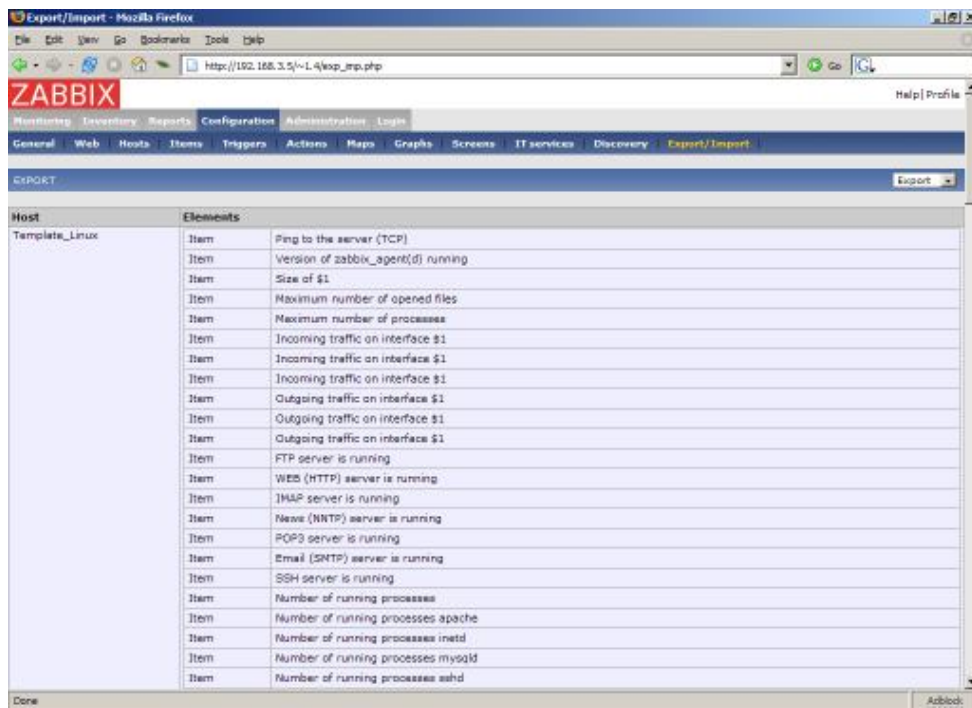 Export/Import - Mozilla Firefox
File Edit View Go Bookmarks Tools Help
http://192.168.3.5/~1.4/exp_imp.php Go
ZABBIX
Help | Profile
Monitoring Inventory Reports Configuration Administration Login
General Web Hosts Items Triggers Actions Maps Graphs Screens IT services Discovery Export/Import
EXPORT Export
Host Elements
Template_Linux Item Ping to the server (TCP)
Item Version of zabbix_agent(d) running
Item Size of $1
Item Maximum number of opened files
Item Maximum number of processes
Item Incoming traffic on interface $1
Item Incoming traffic on interface $1
Item Incoming traffic on interface $1
Item Outgoing traffic on interface $1
Item Outgoing traffic on interface $1
Item Outgoing traffic on interface $1
Item FTP server is running
Item WEB (HTTP) server is running
Item IMAP server is running
Item News (NNTP) server is running
Item POP3 server is running
Item Email (SMTP) server is running
Item SSH server is running
Item Number of running processes
Item Number of running processes apache
Item Number of running processes inetd
Item Number of running processes mysqld
Item Number of running processes sshd
Done Adblock